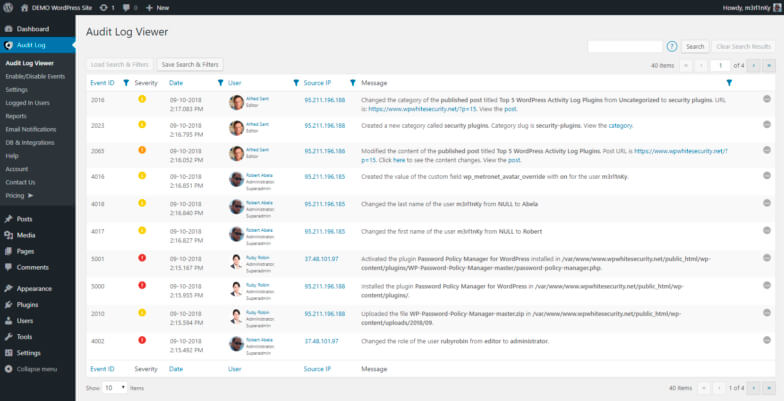 DEMO WordPress Site 1 0 + New Howdy, m3rf1nKy
Dashboard
Audit Log
Audit Log Viewer
Enable/Disable Events
Settings
Logged In Users
Reports
Email Notifications
DB & Integrations
Help
Account
Contact Us
Pricing ➤
Posts
Media
Pages
Comments
Appearance
Plugins
Users
Tools
Settings
Collapse menu
Audit Log Viewer
? Search Clear Search Results
Load Search & Filters Save Search & Filters 40 items « ‹ 1 of 4 › »
Event ID Severity Date User Source IP Message
2016 09-10-2018 2:17.083 PM Alfred Sant Editor 95.211.196.188 Changed the category of the published post titled Top 5 WordPress Activity Log Plugins from Uncategorized to security plugins. URL
is: https://www.wpwhitesecurity.net/?p=15. View the post.
2023 09-10-2018 2:16.795 PM Alfred Sant Editor 95.211.196.188 Created a new category called security plugins. Category slug is security-plugins. View the category.
2065 09-10-2018 2:16.052 PM Alfred Sant Editor 95.211.196.188 Modified the content of the published post titled Top 5 WordPress Activity Log Plugins. Post URL is https://www.wpwhitesecurity.net/?
p=15. Click here to see the content changes. View the post.
4016 09-10-2018 2:16.851 PM Robert Abela Administrator Superadmin 95.211.196.185 Created the value of the custom field wp_metronet_avatar_override with on for the user m3rf1nKy.
4018 09-10-2018 2:16.840 PM Robert Abela Administrator Superadmin 95.211.196.185 Changed the last name of the user m3rf1nKy from NULL to Abela
4017 09-10-2018 2:16.827 PM Robert Abela Administrator Superadmin 95.211.196.185 Changed the first name of the user m3rf1nKy from NULL to Robert
5001 09-10-2018 2:15.167 PM Ruby Robin Administrator Superadmin 37.48.101.97 Activated the plugin Password Policy Manager for WordPress installed in /var/www/www.wpwhitesecurity.net/public_html/wp-
content/plugins/WP-Password-Policy-Manager-master/password-policy-manager.php.
5000 09-10-2018 2:15.955 PM Ruby Robin Administrator Superadmin 95.211.196.188 Installed the plugin Password Policy Manager for WordPress in /var/www/www.wpwhitesecurity.net/public_html/wp-
content/plugins/.
2010 09-10-2018 2:15.594 PM Ruby Robin Administrator Superadmin 95.211.196.188 Uploaded the file WP-Password-Policy-Manager-master.zip in /var/www/www.wpwhitesecurity.net/public_html/wp-
content/uploads/2018/09.
4002 09-10-2018 2:15.492 PM Robert Abela Administrator Superadmin 37.48.101.97 Changed the role of the user rubyrobin from editor to administrator.
Event ID Severity Date User Source IP Message
Show 10 Items 40 items « ‹ 1 of 4 › »